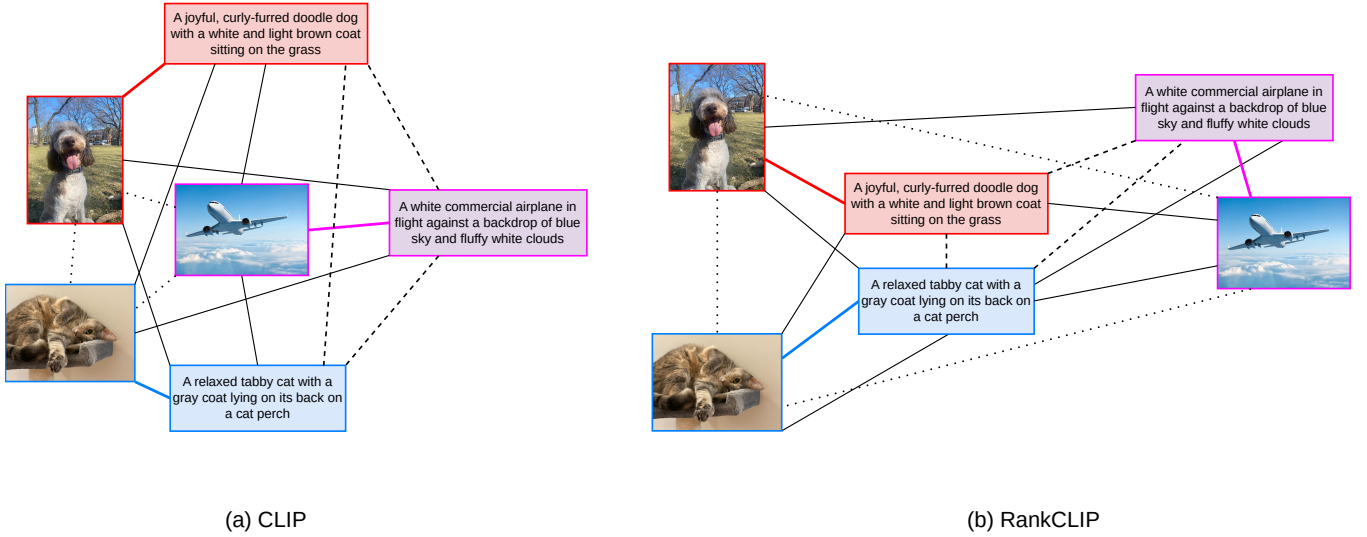 A joyful, curly-furred doodle dog
with a white and light brown coat
sitting on the grass
A white commercial airplane in
flight against a backdrop of blue
sky and fluffy white clouds
A relaxed tabby cat with a
gray coat lying on its back on
a cat perch
(a) CLIP
A white commercial airplane in
flight against a backdrop of blue
sky and fluffy white clouds
A joyful, curly-furred doodle dog
with a white and light brown coat
sitting on the grass
A relaxed tabby cat with a
gray coat lying on its back on
a cat perch
(b) RankCLIP